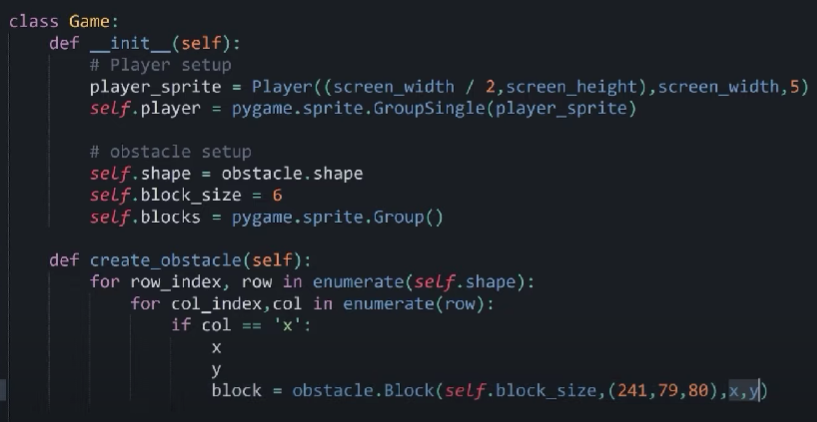 class Game:
    def __init__(self):
        # Player setup
        player_sprite = Player((screen_width / 2,screen_height),screen_width,5)
        self.player = pygame.sprite.GroupSingle(player_sprite)

        # obstacle setup
        self.shape = obstacle.shape
        self.block_size = 6
        self.blocks = pygame.sprite.Group()

    def create_obstacle(self):
        for row_index, row in enumerate(self.shape):
            for col_index,col in enumerate(row):
                if col == 'x':
                    x
                    y
                    block = obstacle.Block(self.block_size,(241,79,80),x,y)